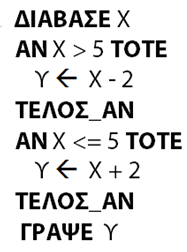 ΔΙΑΒΑΣΕ Χ
ΑΝ Χ > 5 ΤΟΤΕ
Υ ← Χ - 2
ΤΕΛΟΣ_ΑΝ
ΑΝ Χ <= 5 ΤΟΤΕ
Υ ← Χ + 2
ΤΕΛΟΣ_ΑΝ
ΓΡΑΨΕ Υ